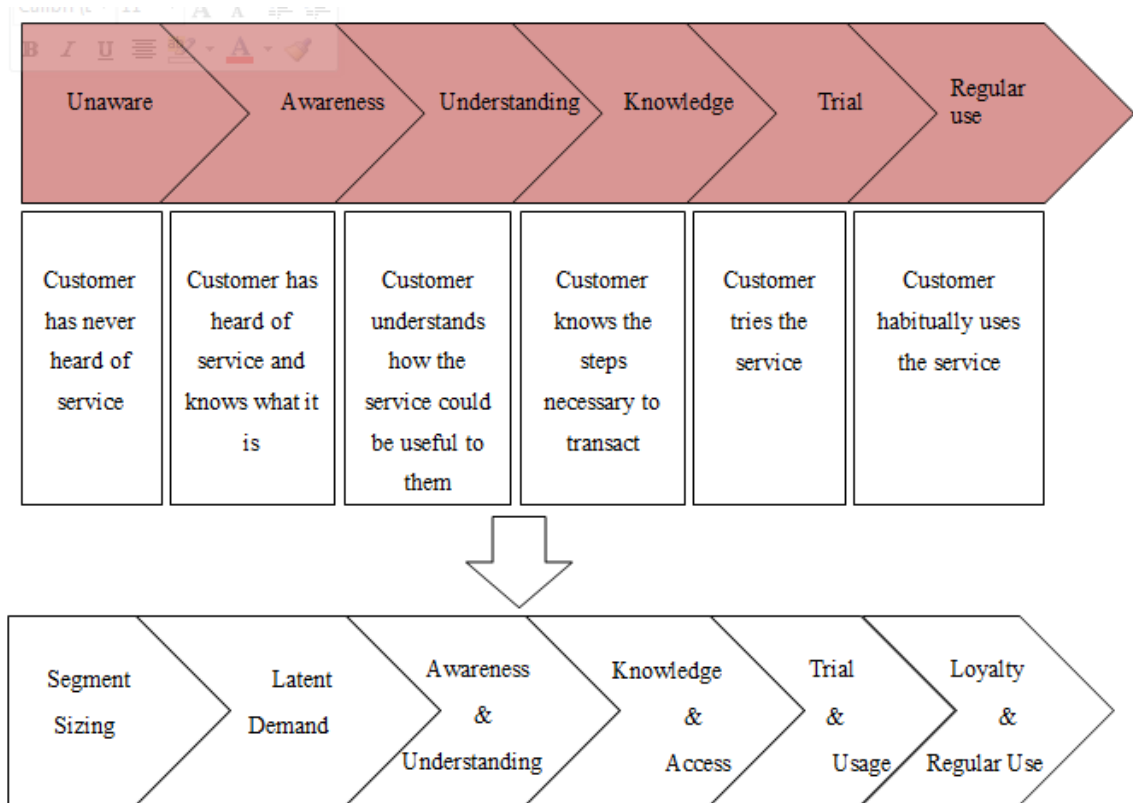 B I U A
Unaware
Awareness
Understanding
Knowledge
Trial
Regular
use
Customer
has never
heard of
service
Customer has
heard of
service and
knows what it
is
Customer
understands
how the
service could
be useful to
them
Customer
knows the
steps
necessary to
transact
Customer
tries the
service
Customer
habitually uses
the service
Segment
Sizing
Latent
Demand
Awareness
&
Understanding
Knowledge
&
Access
Trial
&
Usage
Loyalty
&
Regular Use